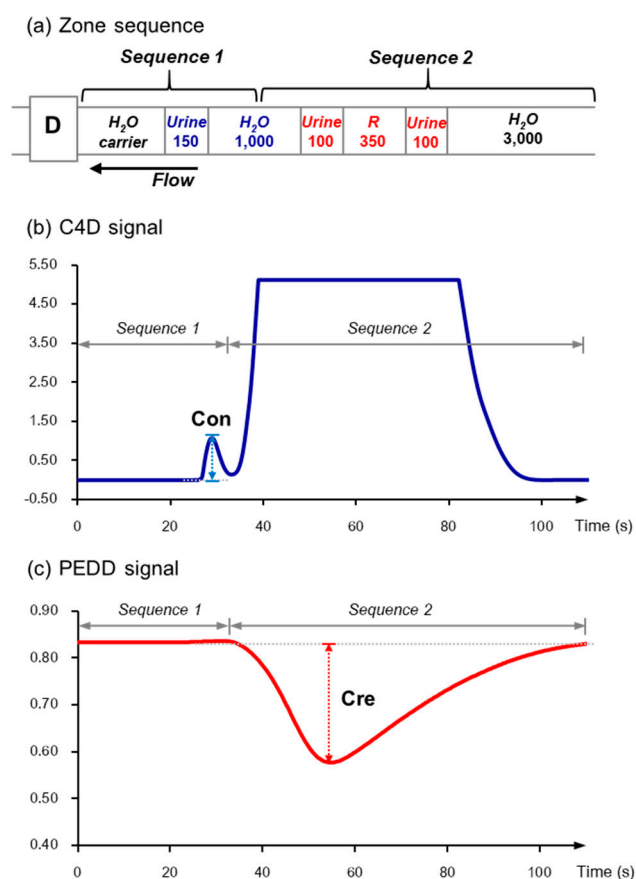 (a) Zone sequence
Sequence 1
Sequence 2
D
H2O
carrier
Urine
150
H2O
1,000
Urine
100
R
350
Urine
100
H2O
3,000
Flow
(b) C4D signal
5.50
4.50
3.50
2.50
1.50
0.50
-0.50
Sequence 1
Sequence 2
Con
0
20
40
60
80
100
Time (s)
(c) PEDD signal
0.90
0.80
0.70
0.60
0.50
0.40
Sequence 1
Sequence 2
Cre
0
20
40
60
80
100
Time (s)